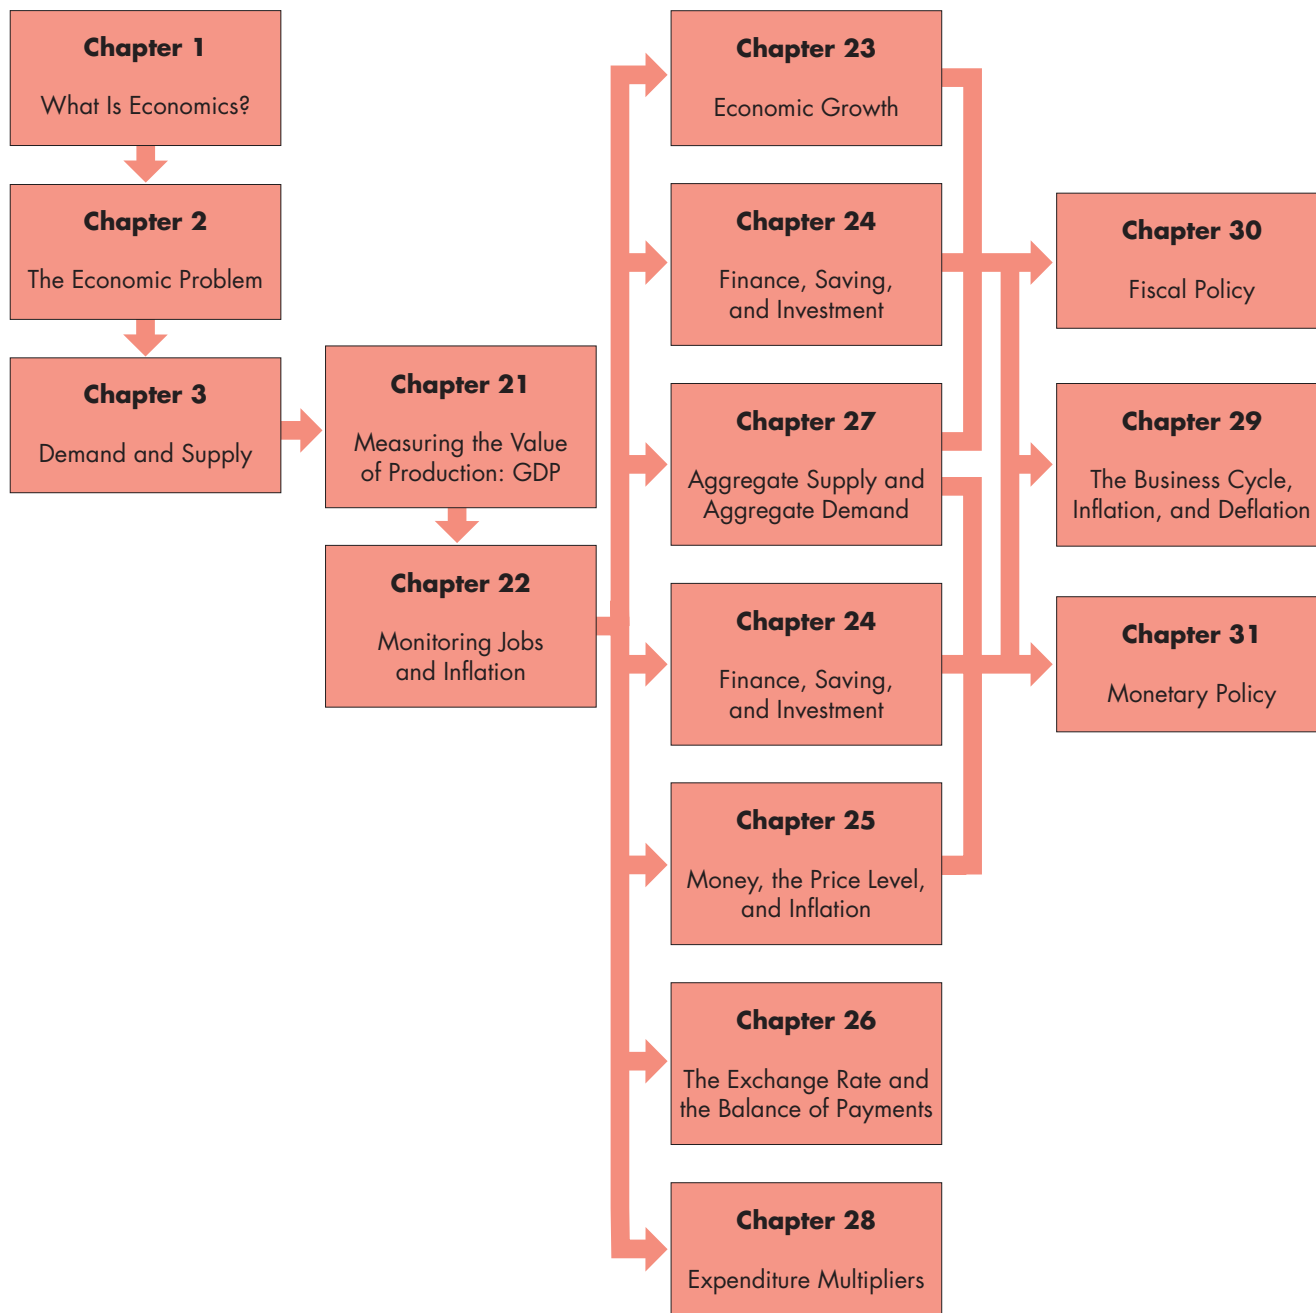 Chapter 1
What Is Economics?
Chapter 2
The Economic Problem
Chapter 3
Demand and Supply
Chapter 21
Measuring the Value
of Production: GDP
Chapter 22
Monitoring Jobs
and Inflation
Chapter 23
Economic Growth
Chapter 24
Finance, Saving,
and Investment
Chapter 27
Aggregate Supply and
Aggregate Demand
Chapter 24
Finance, Saving,
and Investment
Chapter 25
Money, the Price Level,
and Inflation
Chapter 26
The Exchange Rate and
the Balance of Payments
Chapter 28
Expenditure Multipliers
Chapter 30
Fiscal Policy
Chapter 29
The Business Cycle,
Inflation, and Deflation
Chapter 31
Monetary Policy